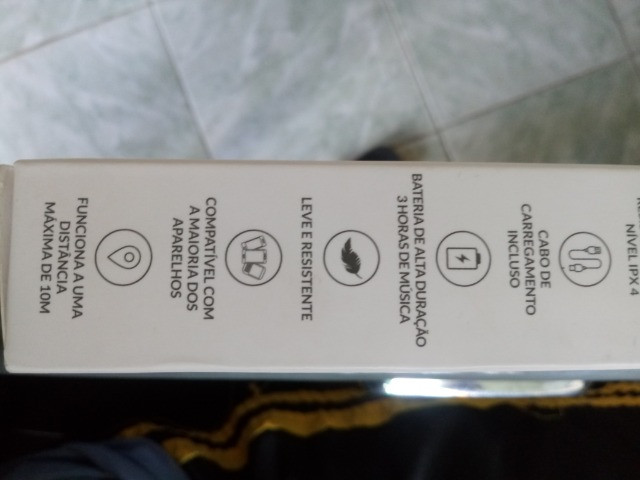 NÍVEL IPX 4
CABO DE
CARREGAMENTO
INCLUSO
BATERIA DE ALTA DURAÇÃO
3 HORAS DE MÚSICA
LEVE E RESISTENTE
COMPATÍVEL COM
A MAIORIA DOS
APARELHOS
FUNCIONA A UMA
DISTÂNCIA
MÁXIMA DE 10M